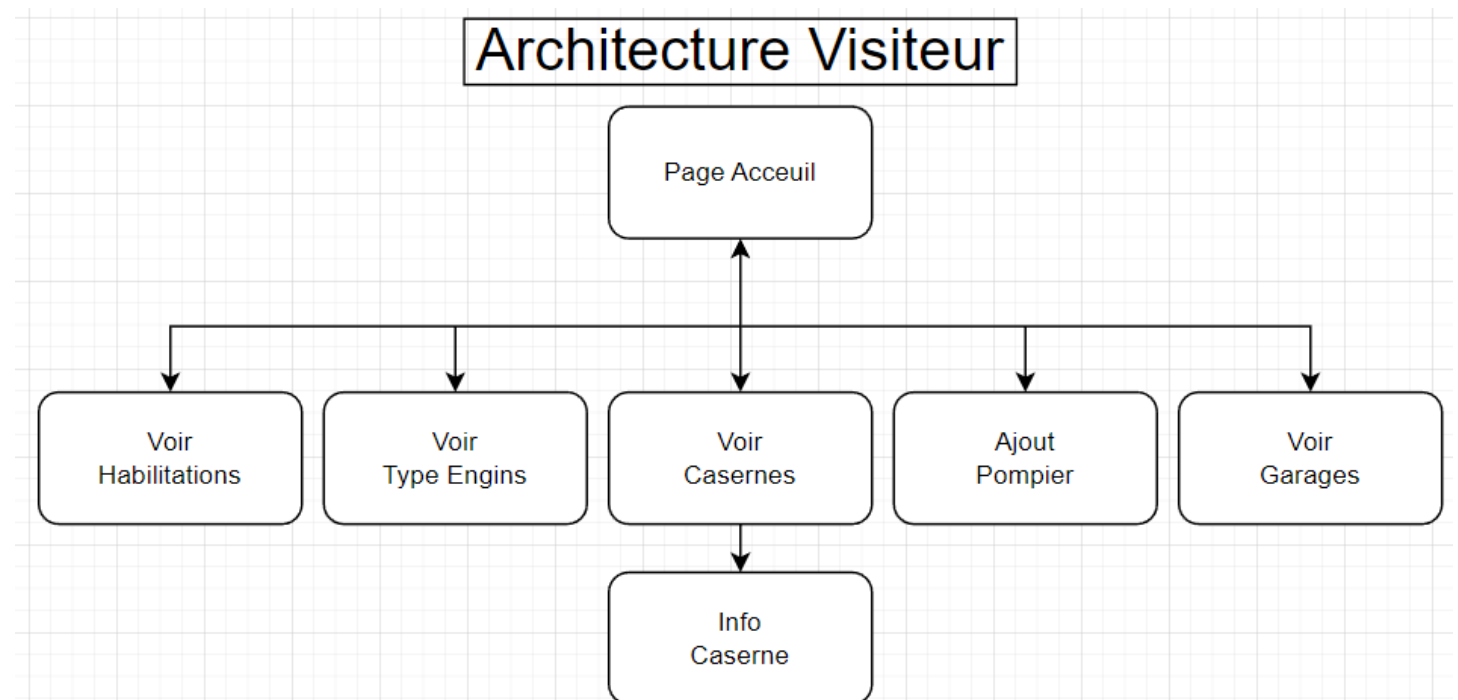 Architecture Visiteur
Page Acceuil
Voir
Habilitations
Voir
Type Engins
Voir
Casernes
Ajout
Pompier
Voir
Garages
Info
Caserne